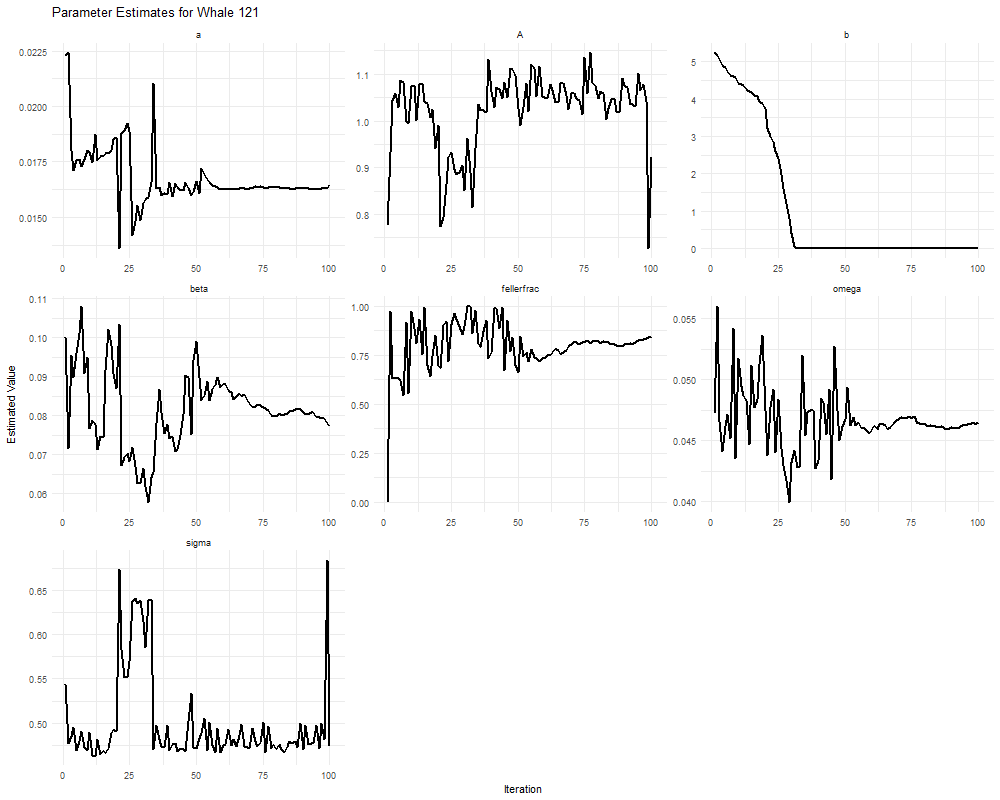 Parameter Estimates for Whale 121
a A b
0.0225
0.0200
0.0175
0.0150
0 25 50 75 100
1.1
1.0
0.9
0.8
0 25 50 75 100
5
4
3
2
1
0
0 25 50 75 100
beta fellerfrac omega
0.11
0.10
0.09
0.08
0.07
0.06
0 25 50 75 100
1.00
0.75
0.50
0.25
0.00
0 25 50 75 100
0.055
0.050
0.045
0.040
0 25 50 75 100
Estimated Value
sigma
0.65
0.60
0.55
0.50
0 25 50 75 100
Iteration